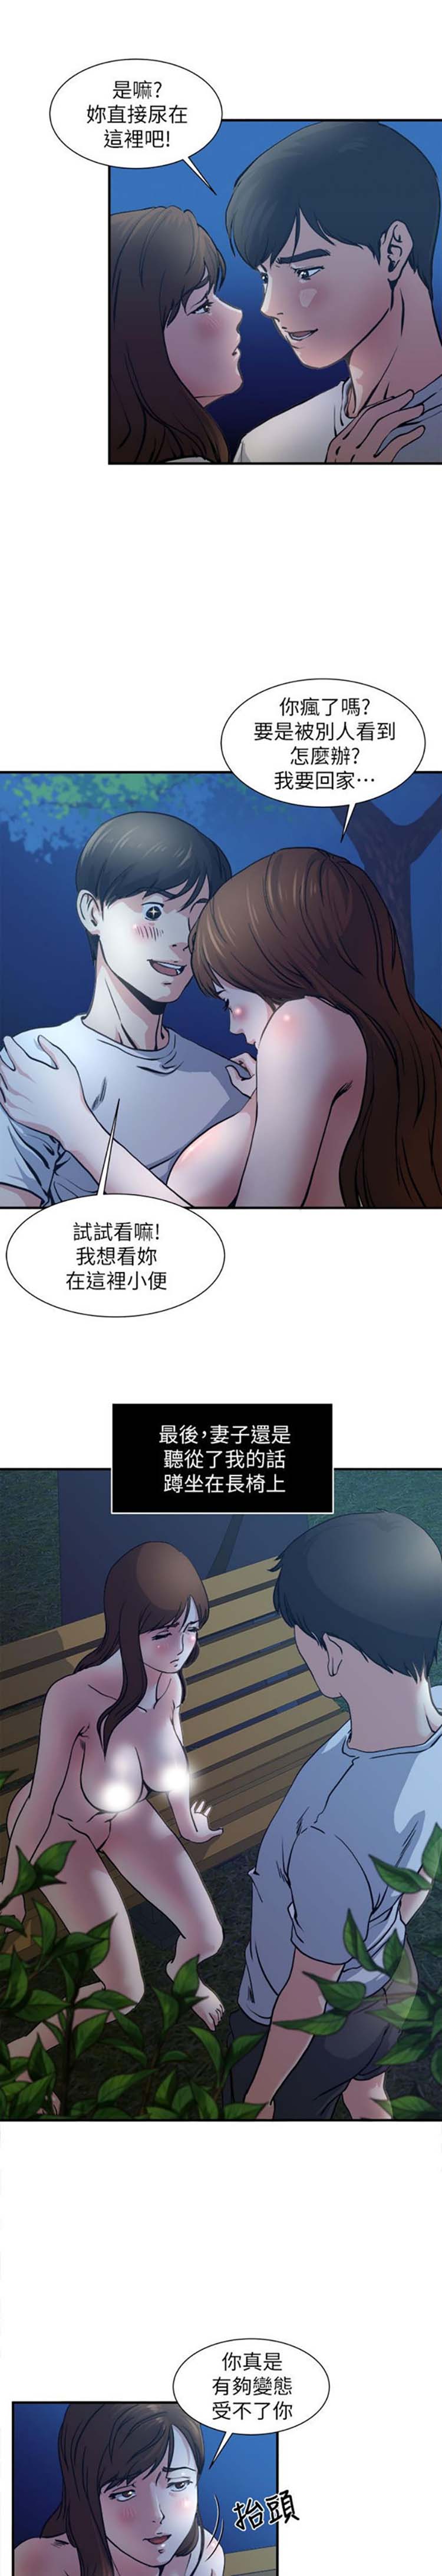 是嘛?
妳直接尿在
這裡吧!
你瘋了嗎?
要是被別人看到
怎麼辦?
我要回家…
試試看嘛!
我想看妳
在這裡小便
最後,妻子還是
聽從了我的話
蹲坐在長椅上
你真是
有夠變態
受不了你
抬頭